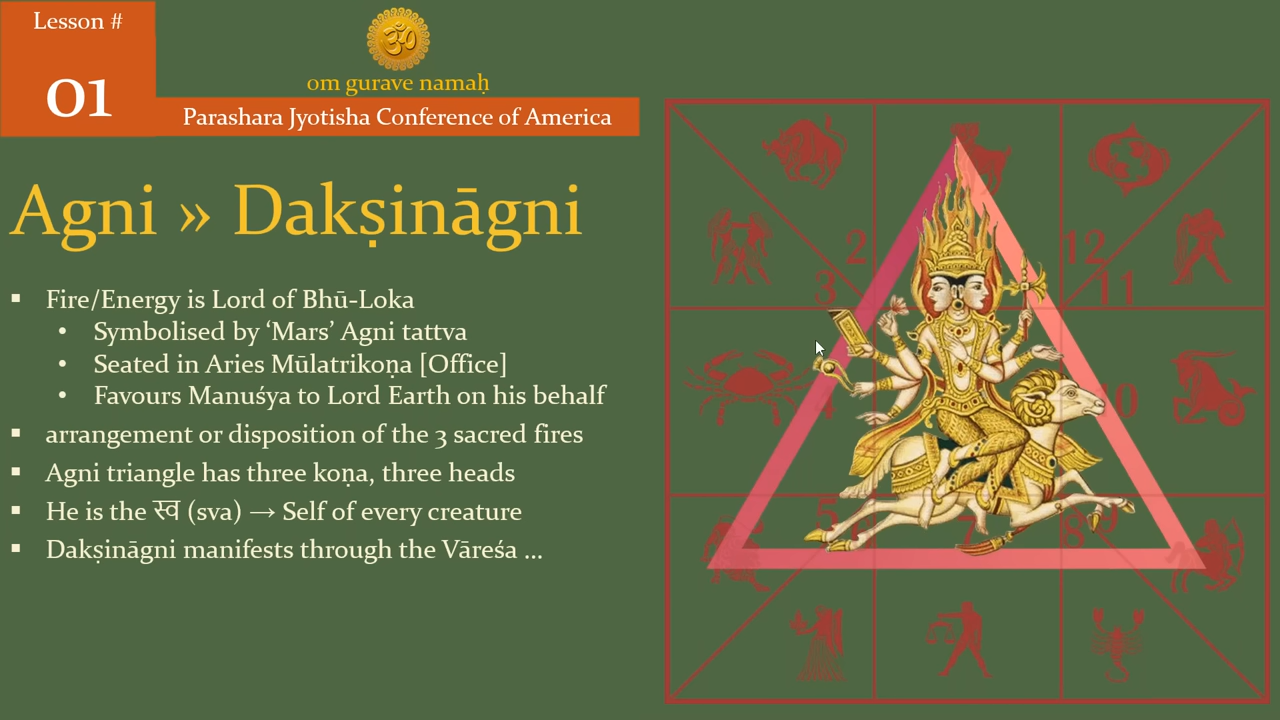 Lesson #
01
ॐ
om gurave namaḥ
Parashara Jyotisha Conference of America
Agni » Dakṣināgni
▪ Fire/Energy is Lord of Bhū-Loka
• Symbolised by ‘Mars’ Agni tattva
• Seated in Aries Mūlatrikoṇa [Office]
• Favours Manuśya to Lord Earth on his behalf
▪ arrangement or disposition of the 3 sacred fires
▪ Agni triangle has three koṇa, three heads
▪ He is the स्व (sva) → Self of every creature
▪ Dakṣināgni manifests through the Vāreśa ...
2
12
3
11
4
10
5
7
8
9